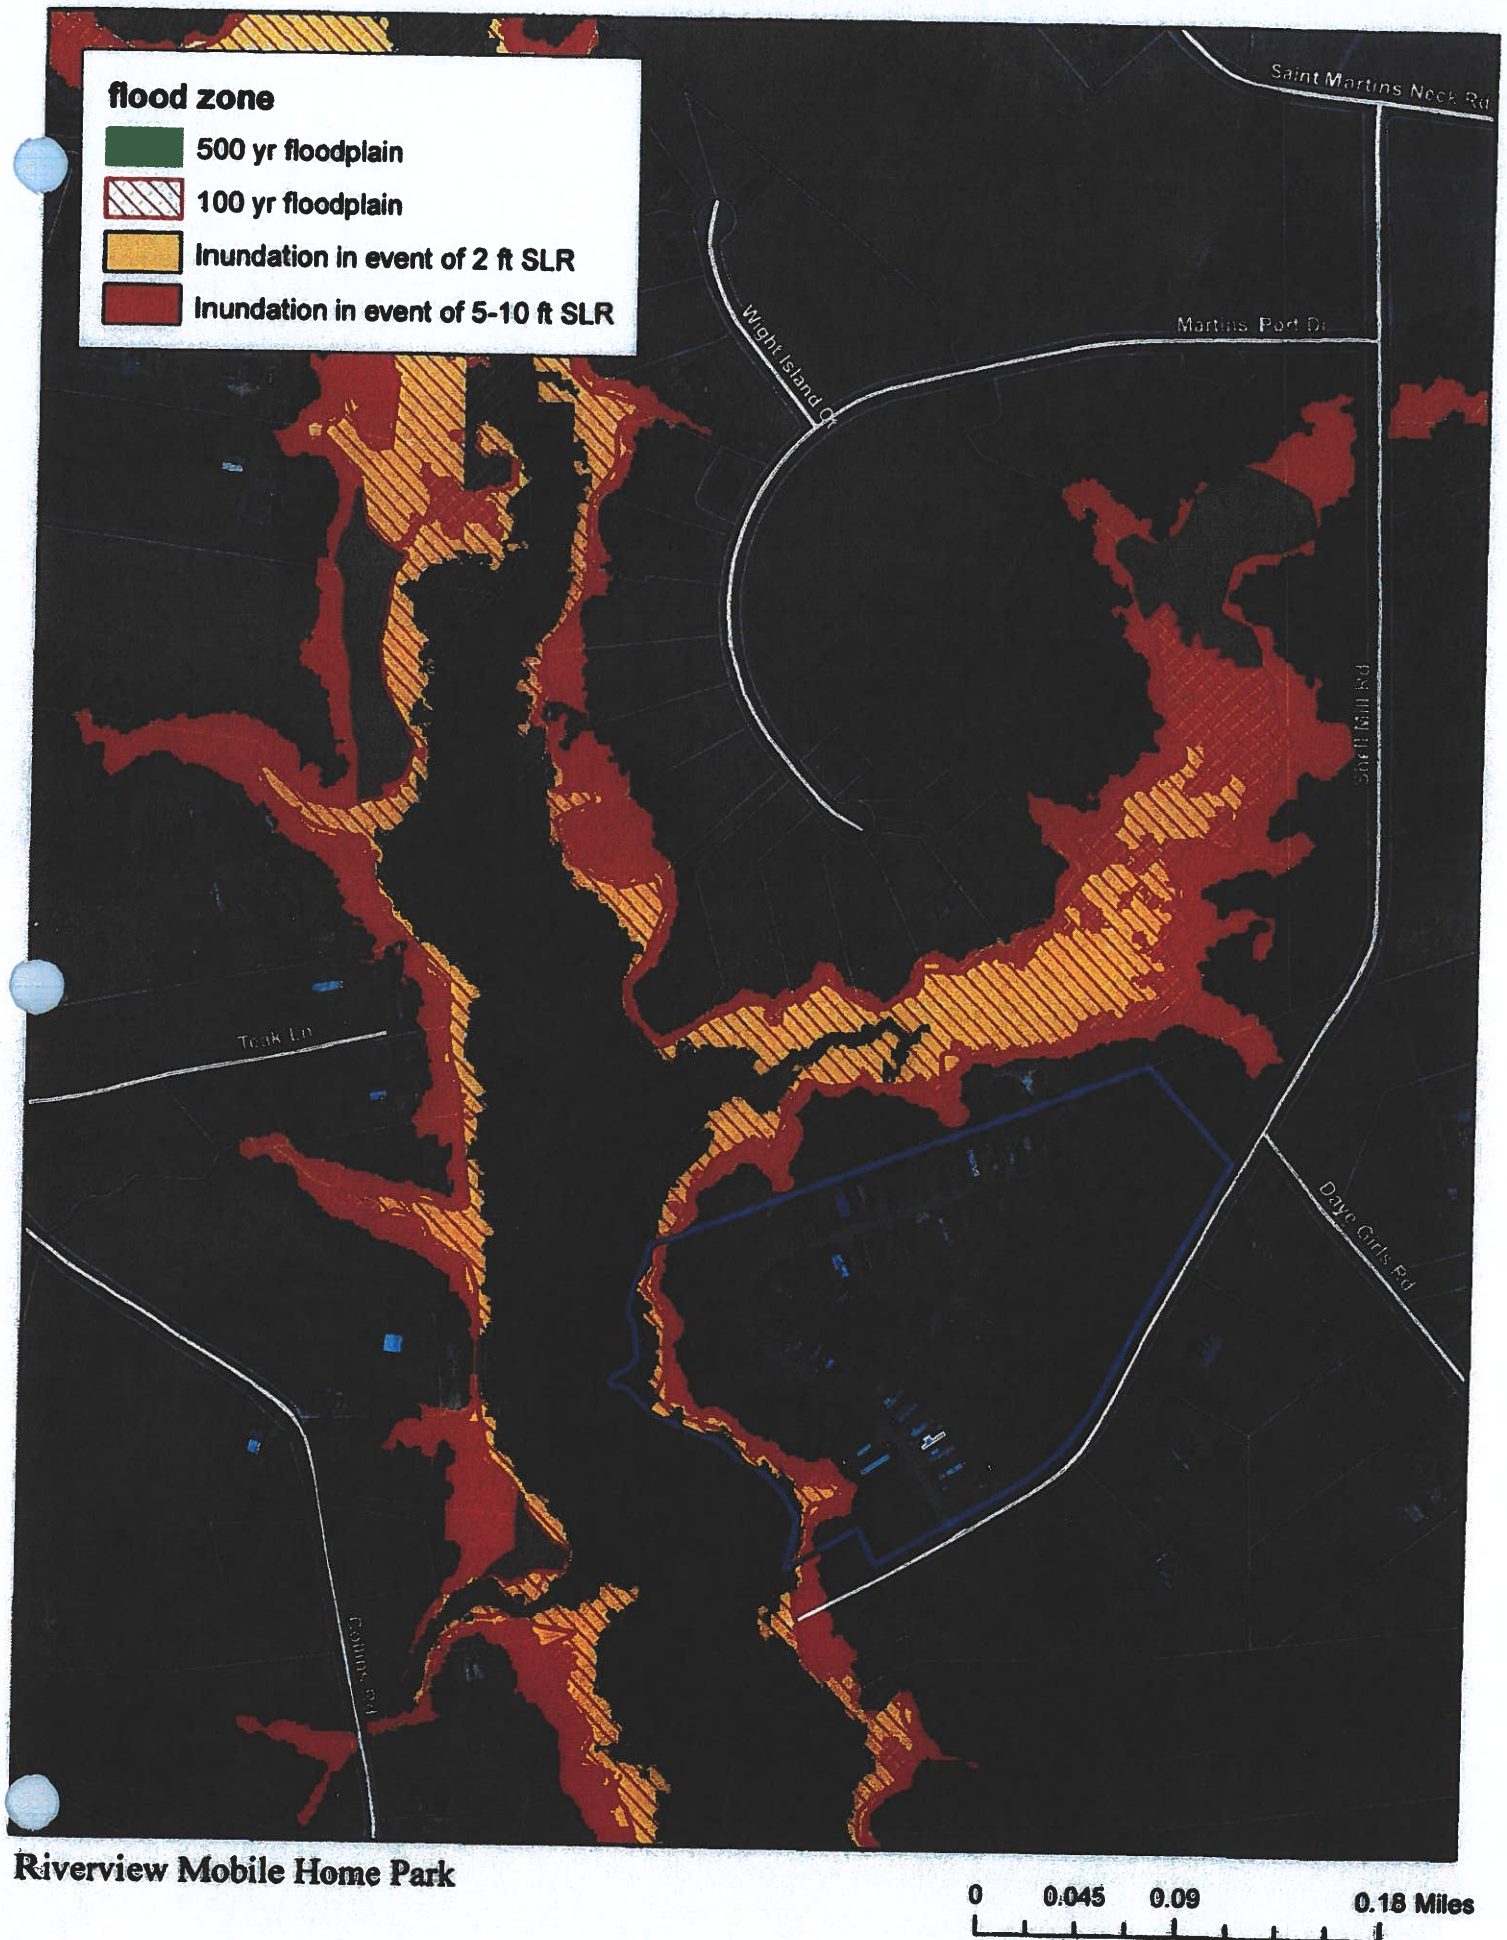 flood zone
500 yr floodplain
100 yr floodplain
Inundation in event of 2 ft SLR
Inundation in event of 5-10 ft SLR
Saint Martins Neck Rd
Martins Port Dr
Wight Island Ct
Shell Mill Rd
Teak Ln
Daye Girls Rd
Collins Rd
Riverview Mobile Home Park
0 0.045 0.09 0.18 Miles